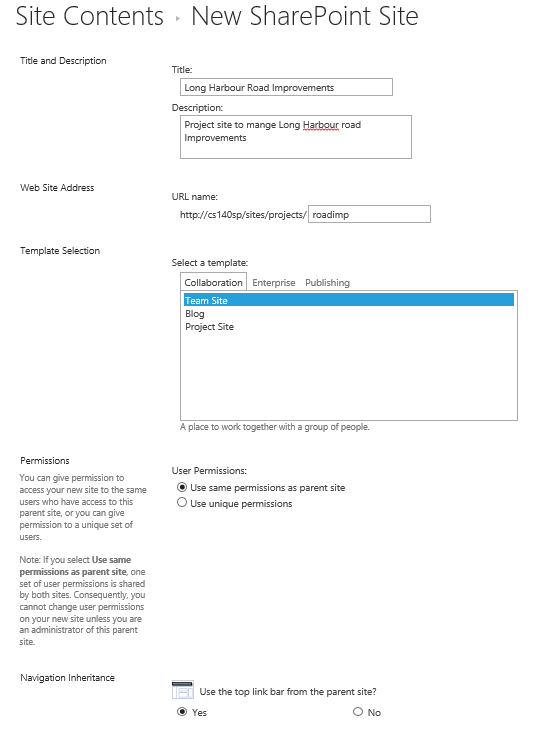 Site Contents ▸ New SharePoint Site
Title and Description
Title:
Long Harbour Road Improvements
Description:
Project site to mange Long Harbour road
Improvements
Web Site Address
URL name:
http://cs140sp/sites/projects/ roadimp
Template Selection
Select a template:
Collaboration Enterprise Publishing
Team Site
Blog
Project Site
A place to work together with a group of people.
Permissions
You can give permission to
access your new site to the same
users who have access to this
parent site, or you can give
permission to a unique set of
users.
Note: If you select Use same
permissions as parent site, one
set of user permissions is shared
by both sites. Consequently, you
cannot change user permissions
on your new site unless you are
an administrator of this parent
site.
User Permissions:
Use same permissions as parent site
Use unique permissions
Navigation Inheritance
Use the top link bar from the parent site?
Yes No